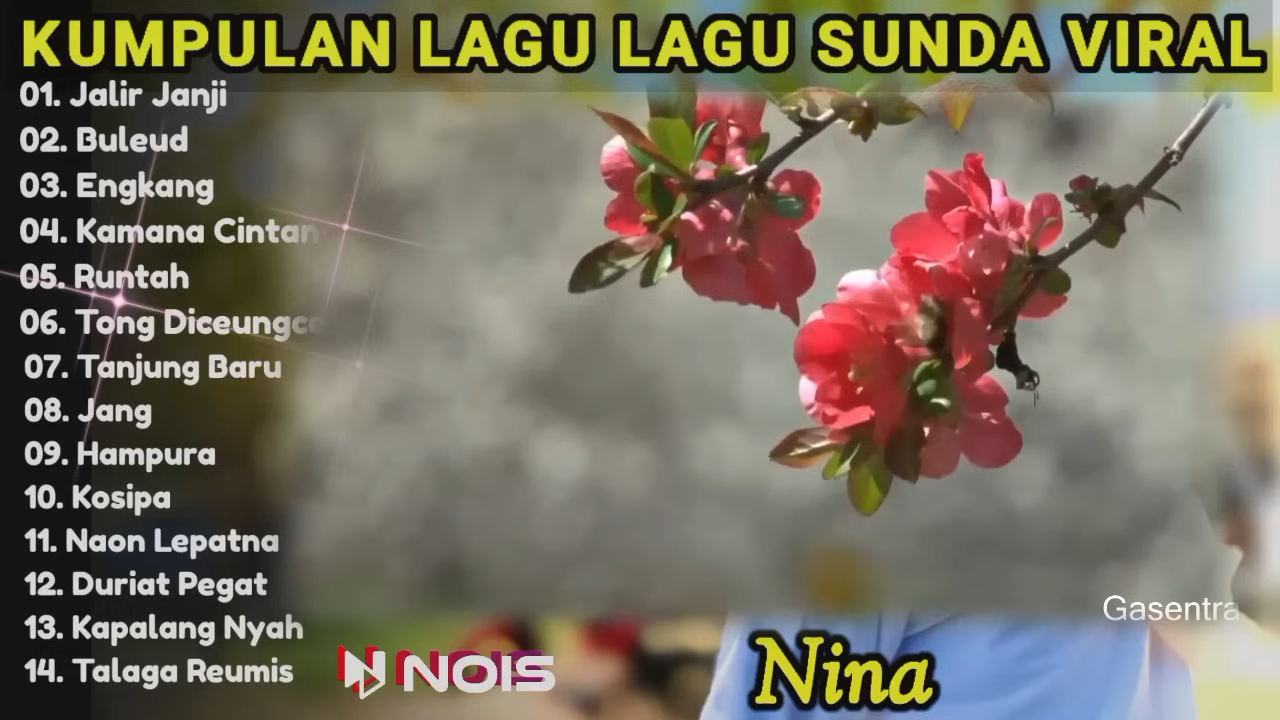 KUMPULAN LAGU LAGU SUNDA VIRAL
01. Jalir Janji
02. Buleud
03. Engkang
04. Kamana
05. Runtah
06. Tong
07. Tanjung Baru
08. Jang
09. Hampura
10. Kosipa
11. Naon Lepatna
12. Duriat Pegat
13. Kapalang Nyah
14. Talaga Reumis
NOIS
Gasentra
Nina